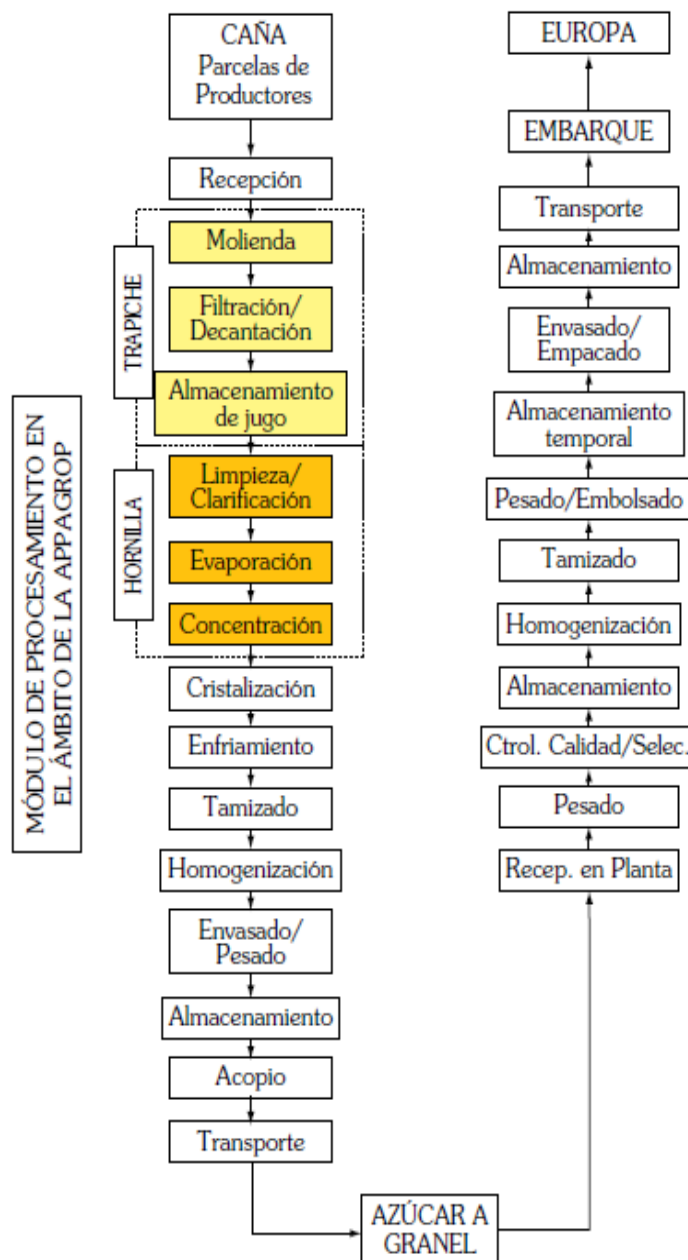 CAÑA
Parcelas de
Productores
Recepción
TRAPICHE
Molienda
Filtración/
Decantación
Almacenamiento
de jugo
HORNILLA
Limpieza/
Clarificación
Evaporación
Concentración
MÓDULO DE PROCESAMIENTO EN
EL ÁMBITO DE LA APPAGROP
Cristalización
Enfriamiento
Tamizado
Homogenización
Envasado/
Pesado
Almacenamiento
Acopio
Transporte
AZÚCAR A
GRANEL
Recep. en Planta
Pesado
Ctrol. Calidad/Selec.
Almacenamiento
Homogenización
Tamizado
Pesado/Embolsado
Almacenamiento
temporal
Envasado/
Empacado
Almacenamiento
Transporte
EMBARQUE
EUROPA